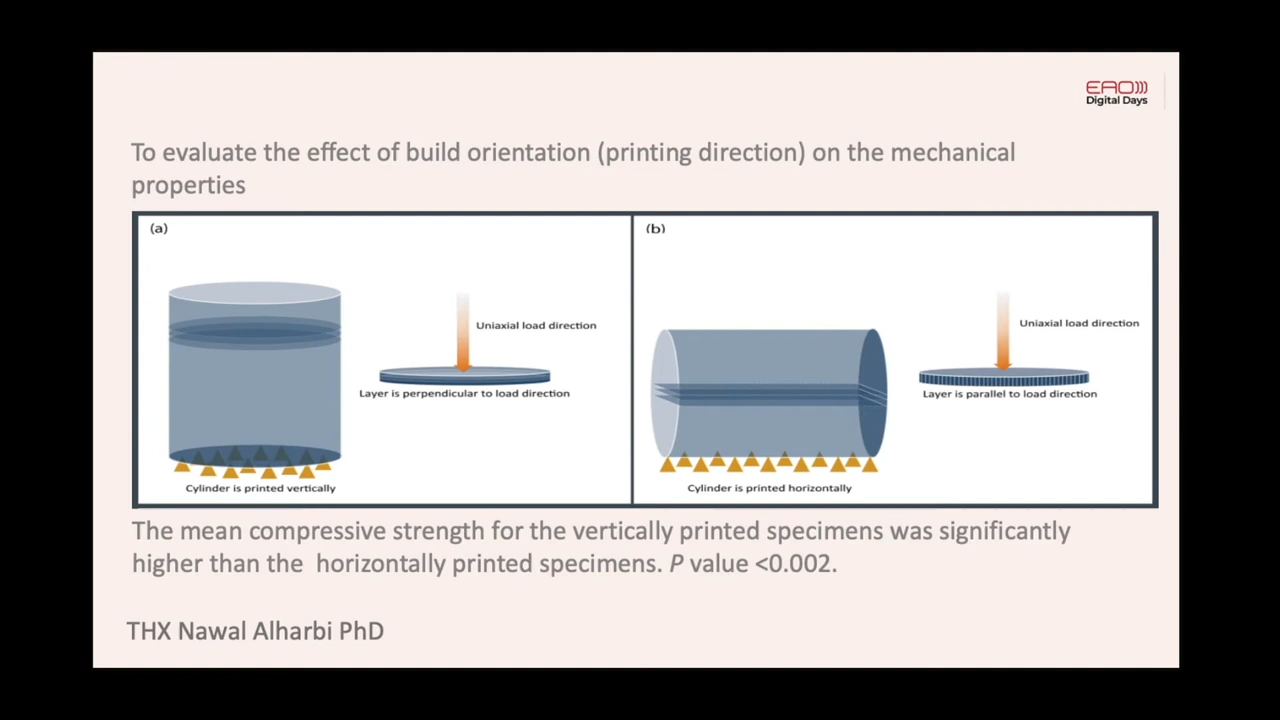 EAO)))
Digital Days
To evaluate the effect of build orientation (printing direction) on the mechanical
properties
(a)
Uniaxial load direction
Layer is perpendicular to load direction
Cylinder is printed vertically
(b)
Uniaxial load direction
Layer is parallel to load direction
Cylinder is printed horizontally
The mean compressive strength for the vertically printed specimens was significantly
higher than the horizontally printed specimens. P value <0.002.
THX Nawal Alharbi PhD